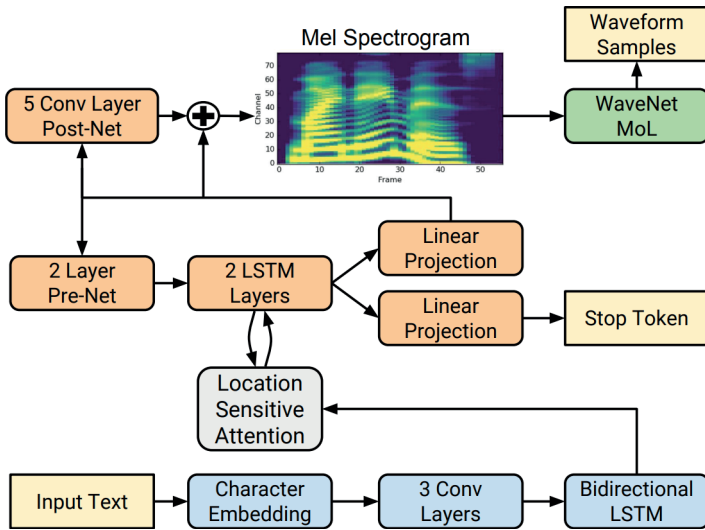 Mel Spectrogram
Waveform
Samples
5 Conv Layer
Post-Net
Channel
70
60
50
40
30
20
10
0
0 10 20 30 40 50
Frame
WaveNet
MoL
2 Layer
Pre-Net
2 LSTM
Layers
Linear
Projection
Linear
Projection
Stop Token
Location
Sensitive
Attention
Input Text
Character
Embedding
3 Conv
Layers
Bidirectional
LSTM